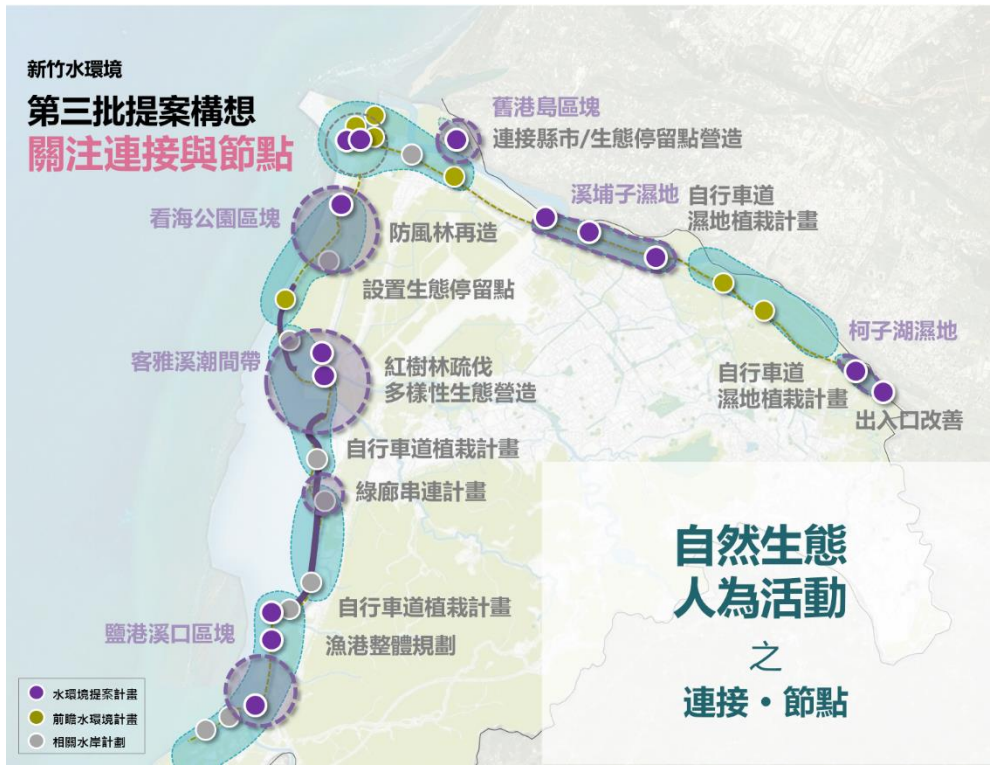 新竹水環境
第三批提案構想
關注連接與節點
舊港島區塊
連接縣市/生態停留點營造
溪埔子濕地
自行車道
濕地植栽計畫
看海公園區塊
防風林再造
設置生態停留點
柯子湖濕地
客雅溪潮間帶
紅樹林疏伐
多樣性生態營造
自行車道
濕地植栽計畫
出入口改善
自行車道植栽計畫
綠廊串連計畫
自行車道植栽計畫
鹽港溪口區塊
漁港整體規劃
自然生態
人為活動
之
連接・節點
水環境提案計畫
前瞻水環境計畫
相關水岸計劃